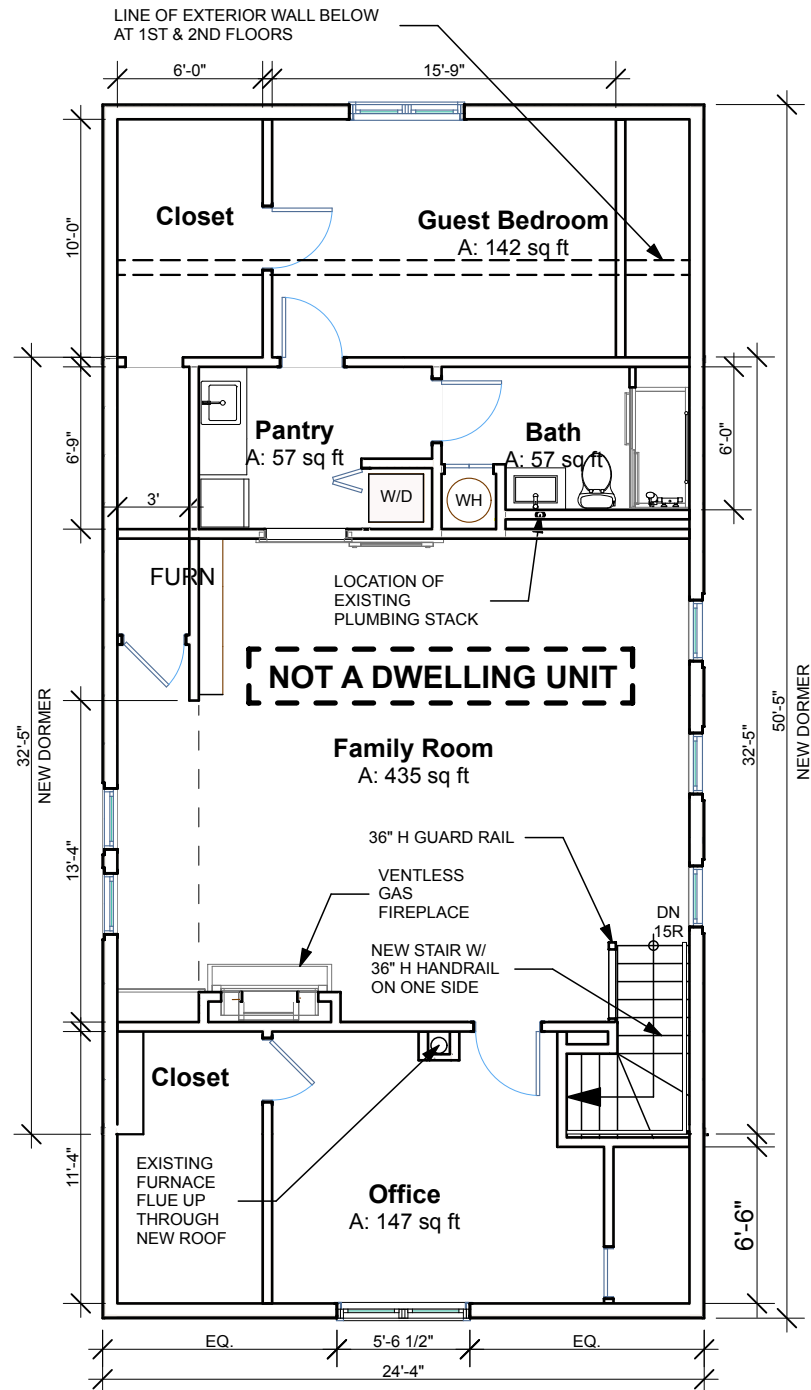 LINE OF EXTERIOR WALL BELOW
AT 1ST & 2ND FLOORS
6'-0"
15'-9"
10'-0"
Closet
Guest Bedroom
A: 142 sq ft
6'-9"
Pantry
A: 57 sq ft
Bath
A: 57 sq ft
6'-0"
3'
W/D
WH
FURN
LOCATION OF
EXISTING
PLUMBING STACK
NOT A DWELLING UNIT
32'-5"
NEW DORMER
32'-5"
50'-5"
NEW DORMER
Family Room
A: 435 sq ft
13'-4"
36" H GUARD RAIL
VENTLESS
GAS
FIREPLACE
DN
15R
NEW STAIR W/
36" H HANDRAIL
ON ONE SIDE
Closet
11'-4"
EXISTING
FURNACE
FLUE UP
THROUGH
NEW ROOF
Office
A: 147 sq ft
6'-6"
EQ.
5'-6 1/2"
EQ.
24'-4"